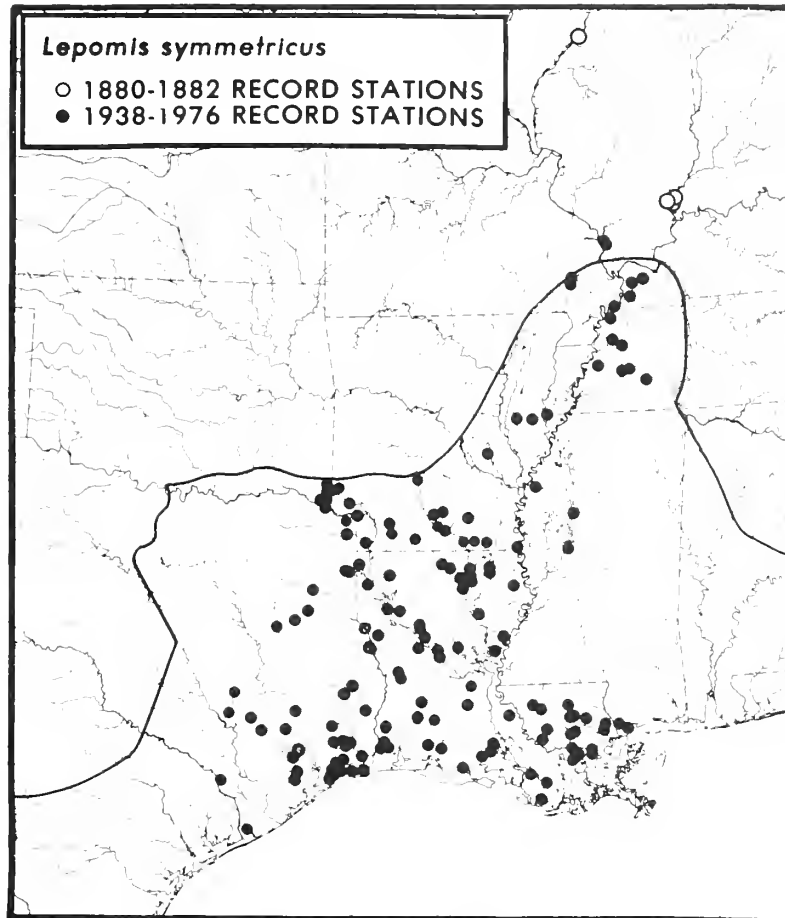 Lepomis symmetricus
○ 1880-1882 RECORD STATIONS
● 1938-1976 RECORD STATIONS